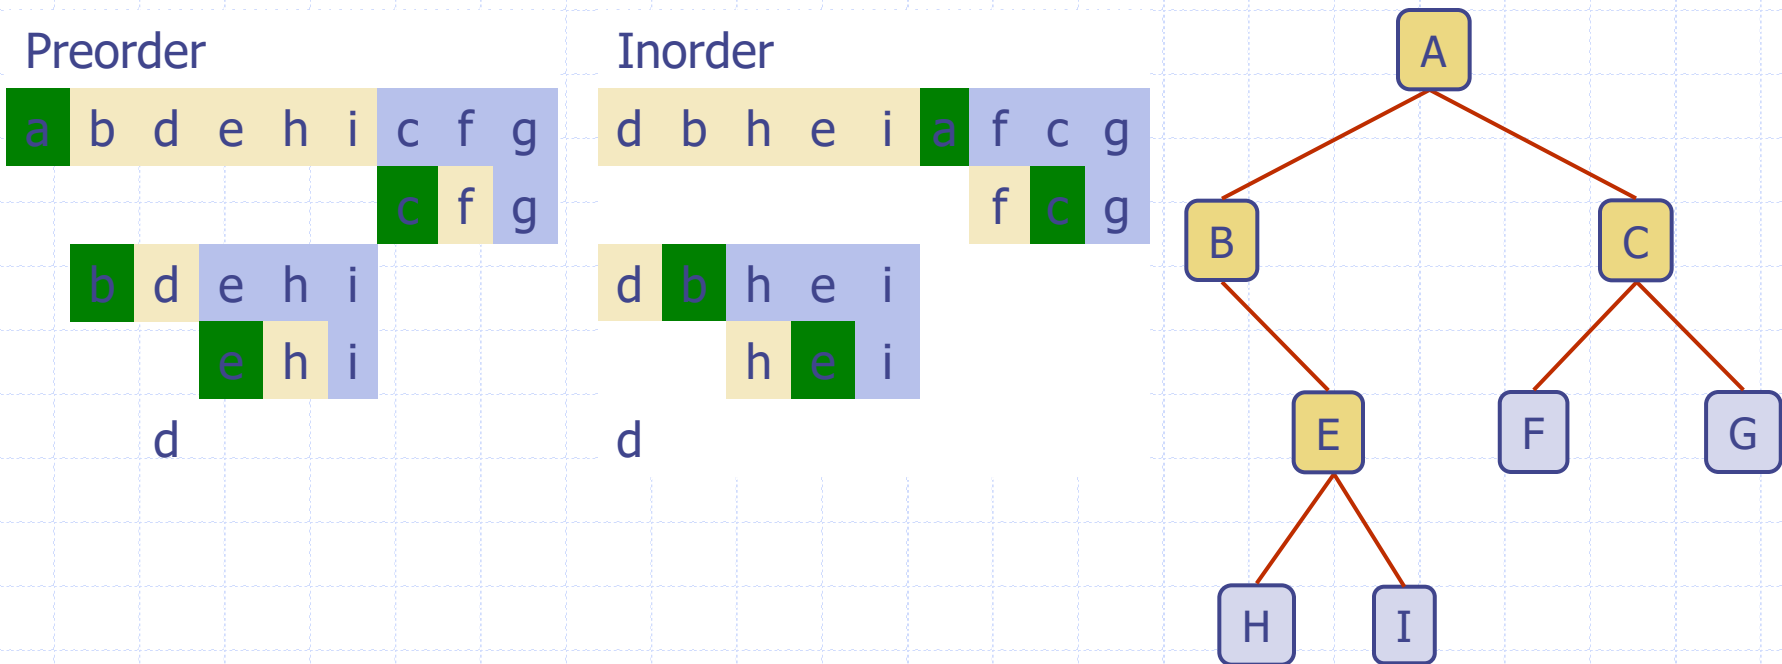 Preorder
a b d e h i c f g
c f g
b d e h i
e h i
d
Inorder
d b h e i a f c g
f c g
d b h e i
h e i
d
A
B C
E F G
H I